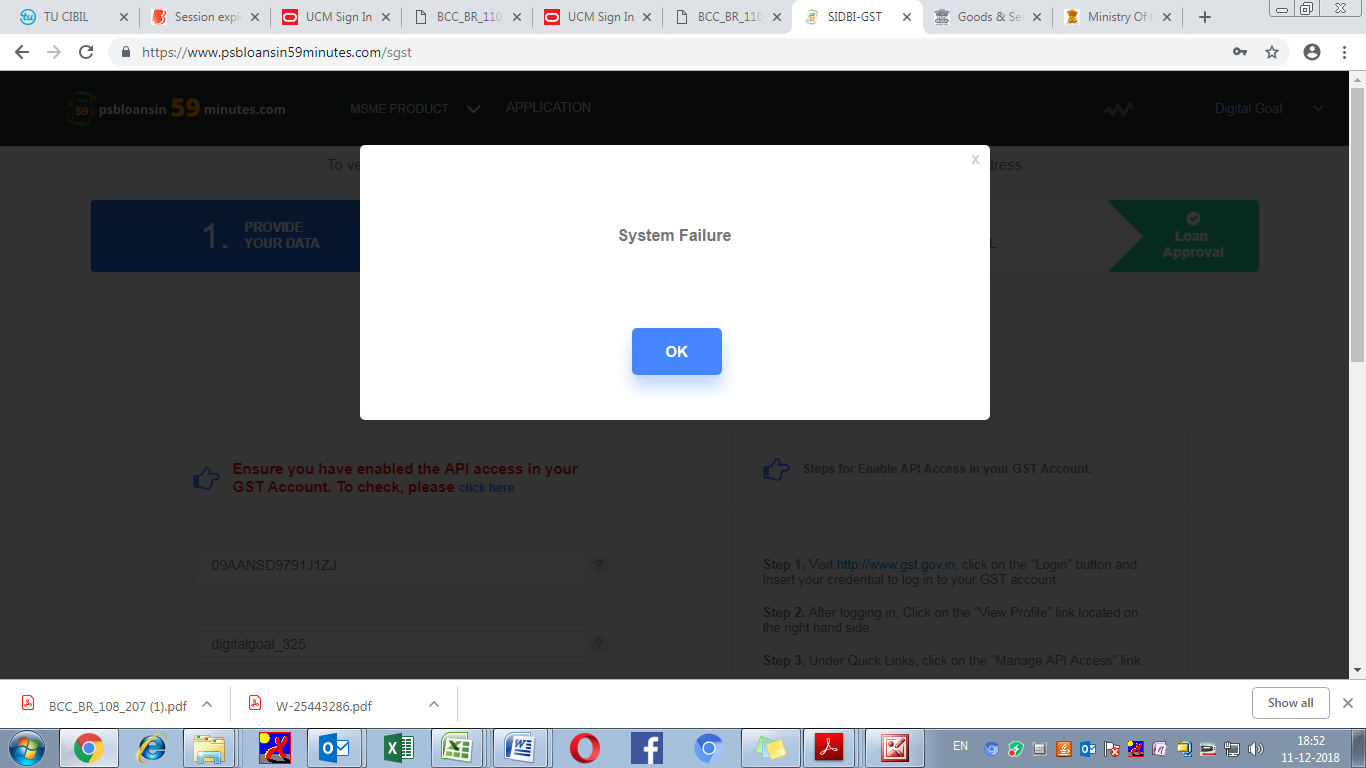 TU CIBIL
Session expi
UCM Sign In
BCC_BR_110
UCM Sign In
BCC_BR_110
SIDBI-GST
Goods & Se
Ministry Of
https://www.psbloansin59minutes.com/sgst
59
psbloansin 59 minutes.com
MSME PRODUCT
APPLICATION
Digital Goal
To ve
dress
X
1. PROVIDE
YOUR DATA
System Failure
Loan
Approval
OK
Ensure you have enabled the API access in your
GST Account. To check, please click here
Steps for Enable API Access in your GST Account.
09AANSD9791J1ZJ
?
digitalgoal_325
?
Step 1. Visit http://www.gst.gov.in, click on the "Login" button and
Insert your credential to log in to your GST account.
Step 2. After logging in, Click on the "View Profile" link located on
the right hand side.
Step 3. Under Quick Links, click on the "Manage API Access" link.
BCC_BR_108_207 (1).pdf
W-25443286.pdf
Show all
EN
18:52
11-12-2018